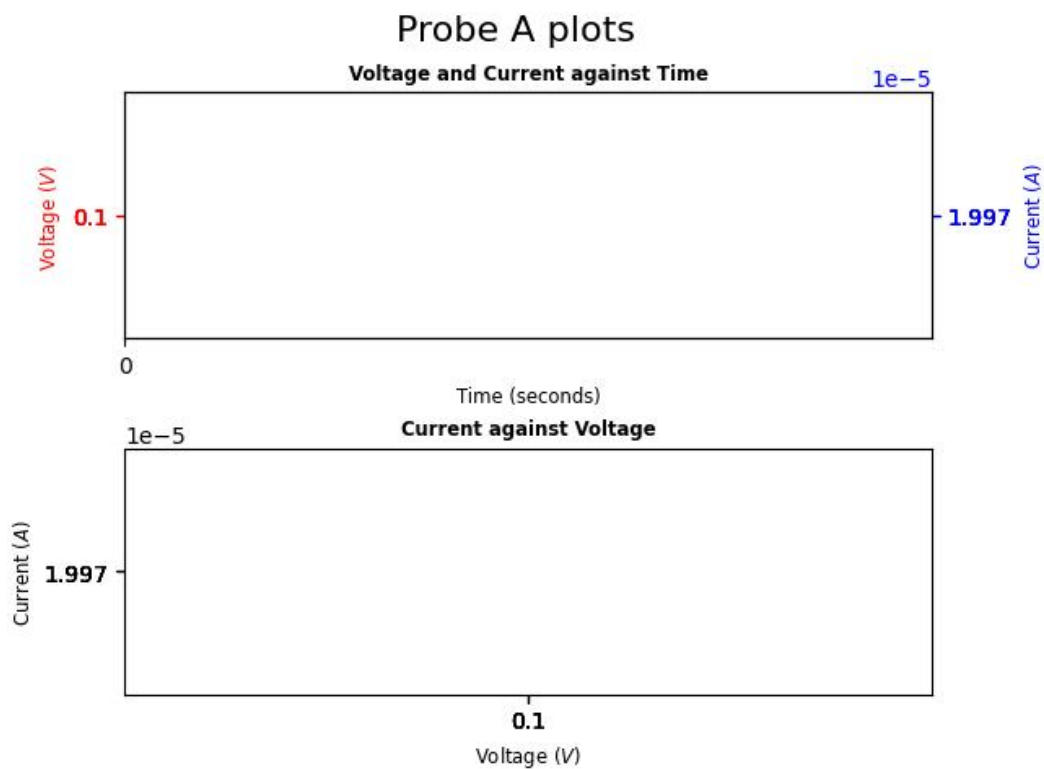 Probe A plots
Voltage and Current against Time
1e−5
Voltage (V)
0.1
1.997
Current (A)
0
Time (seconds)
Current against Voltage
1e−5
Current (A)
1.997
0.1
Voltage (V)